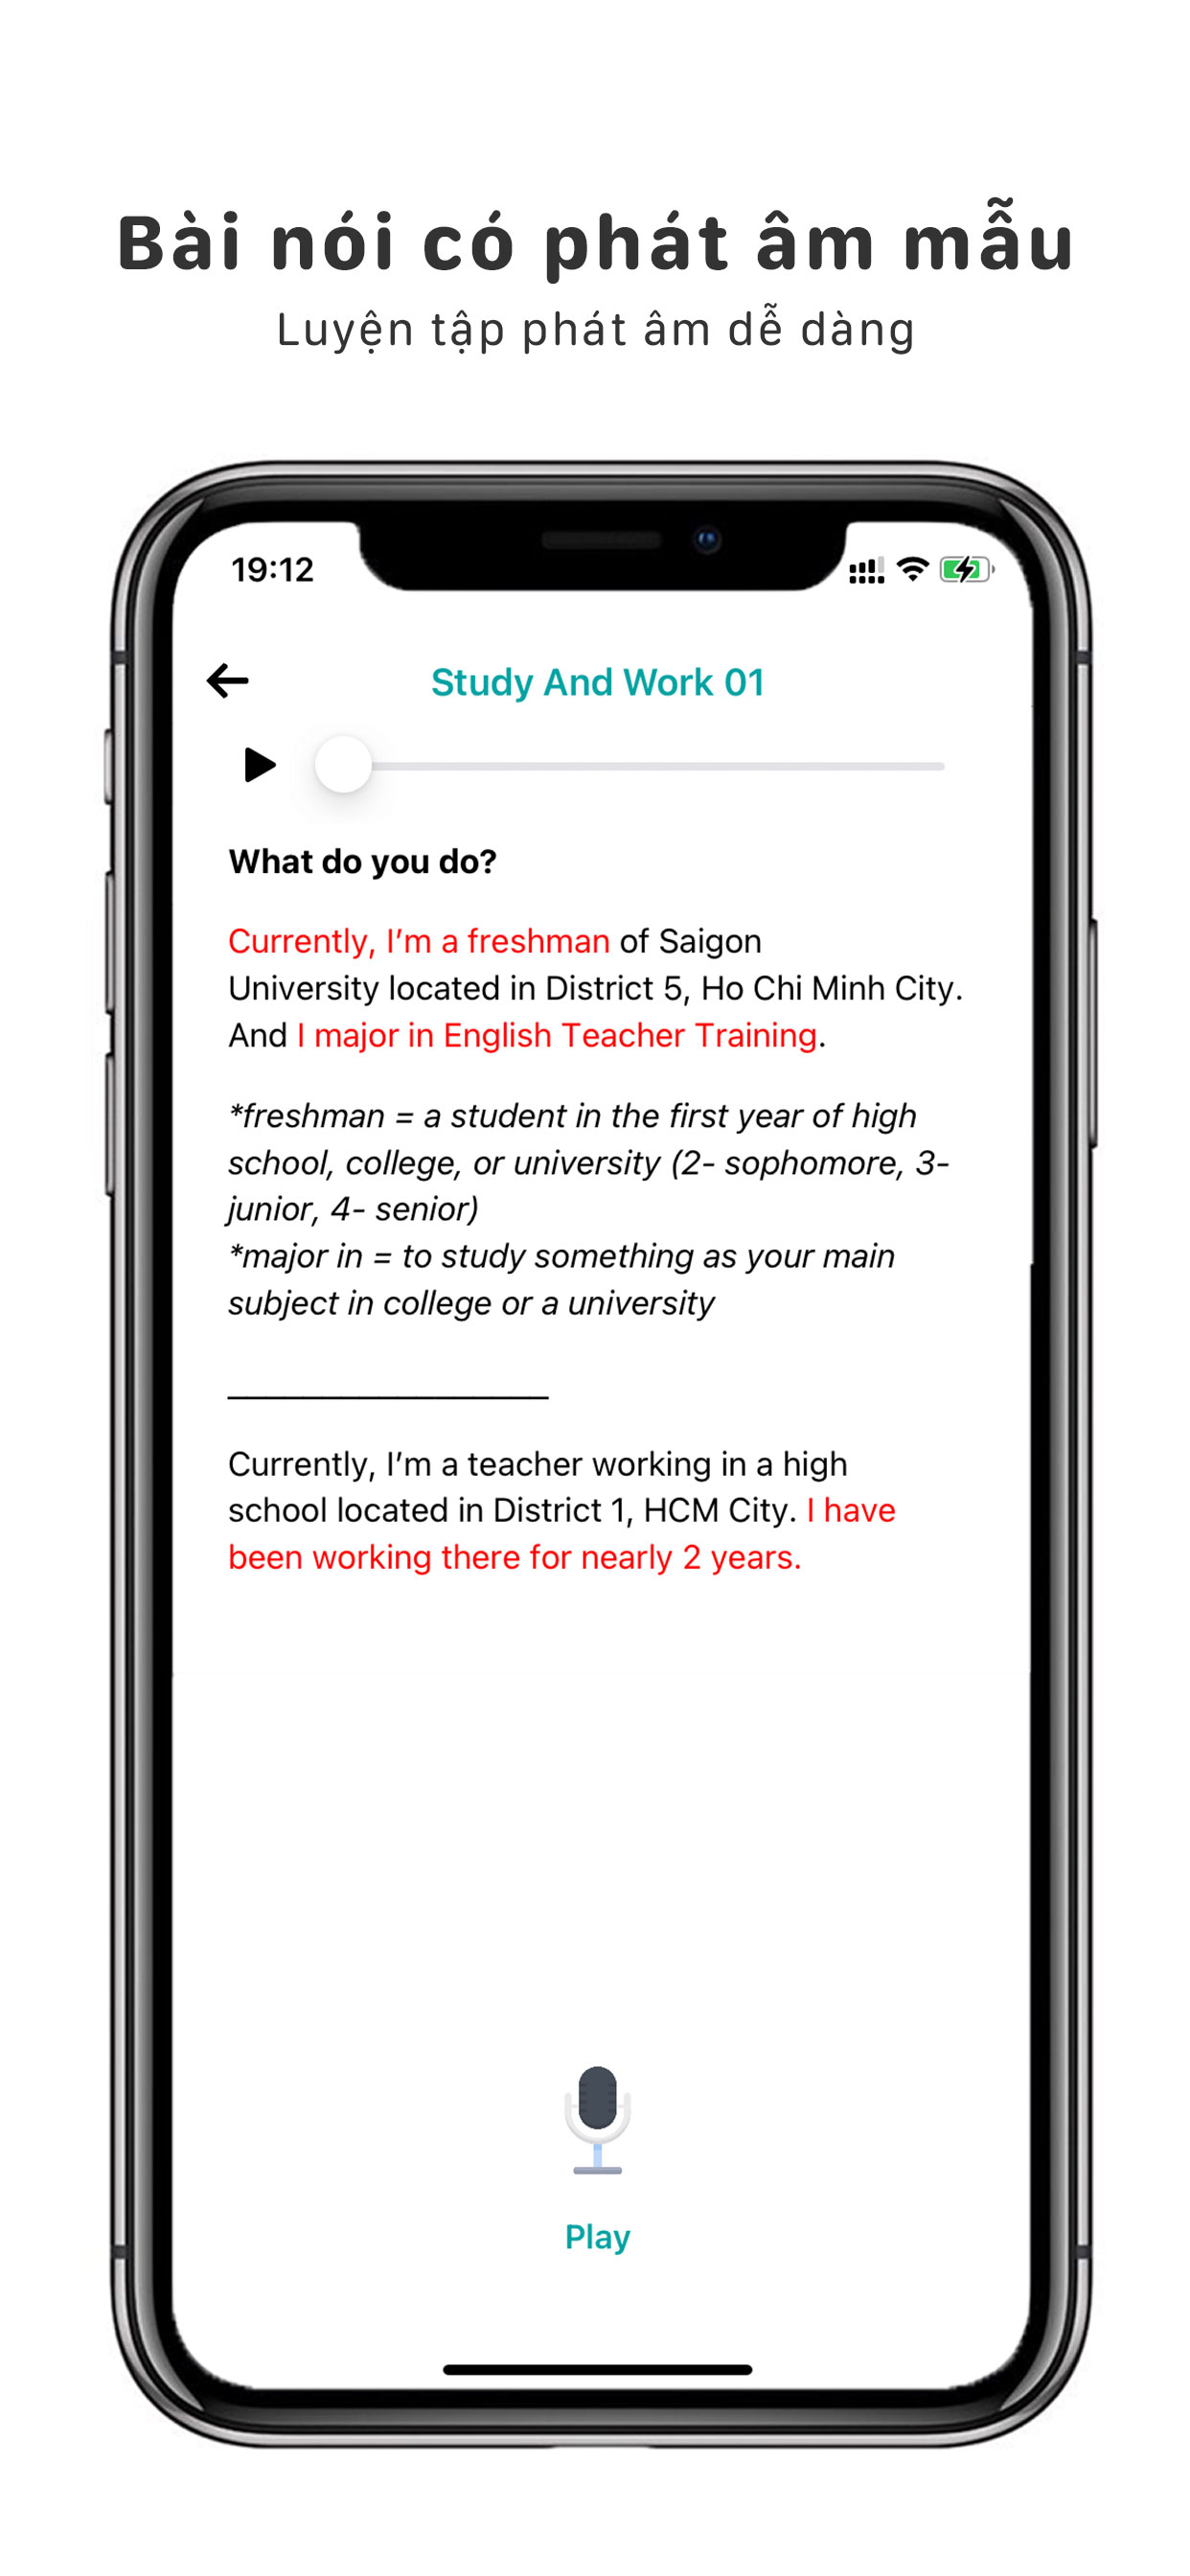 Bài nói có phát âm mẫu
Luyện tập phát âm dễ dàng
19:12
Study And Work 01
What do you do?
Currently, I’m a freshman of Saigon
University located in District 5, Ho Chi Minh City.
And I major in English Teacher Training.
*freshman = a student in the first year of high
school, college, or university (2- sophomore, 3-
junior, 4- senior)
*major in = to study something as your main
subject in college or a university
Currently, I’m a teacher working in a high
school located in District 1, HCM City. I have
been working there for nearly 2 years.
Play